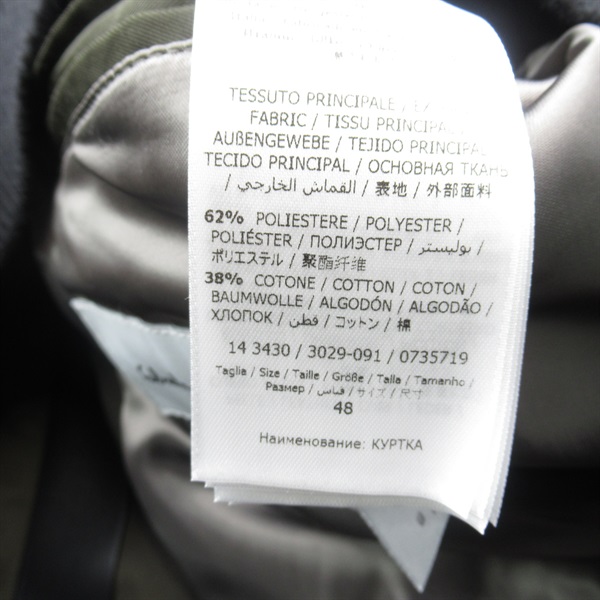 TESSUTO PRINCIPALE /
FABRIC / TISSU PRINCIPAL
AUßENGEWEBE / TEJIDO PRINCIPAL
TECIDO PRINCIPAL / ОСНОВНАЯ ТКАНЬ
/ القماش الخارجي / 表地 / 外部面料
62% POLIESTERE / POLYESTER /
POLIÉSTER / ПОЛИЭСТЕР / بوليستر /
ポリエステル / 聚酯纤维
38% COTONE / COTTON / COTON /
BAUMWOLLE / ALGODÓN / ALGODÃO /
ХЛОПОК / قطن / コットン / 棉
14 3430 / 3029-091 / 0735719
Taglia / Size / Taille / Größe / Talla / Tamanho /
Размер / قياس / サイズ / 尺寸
48
Наименование: КУРТКА